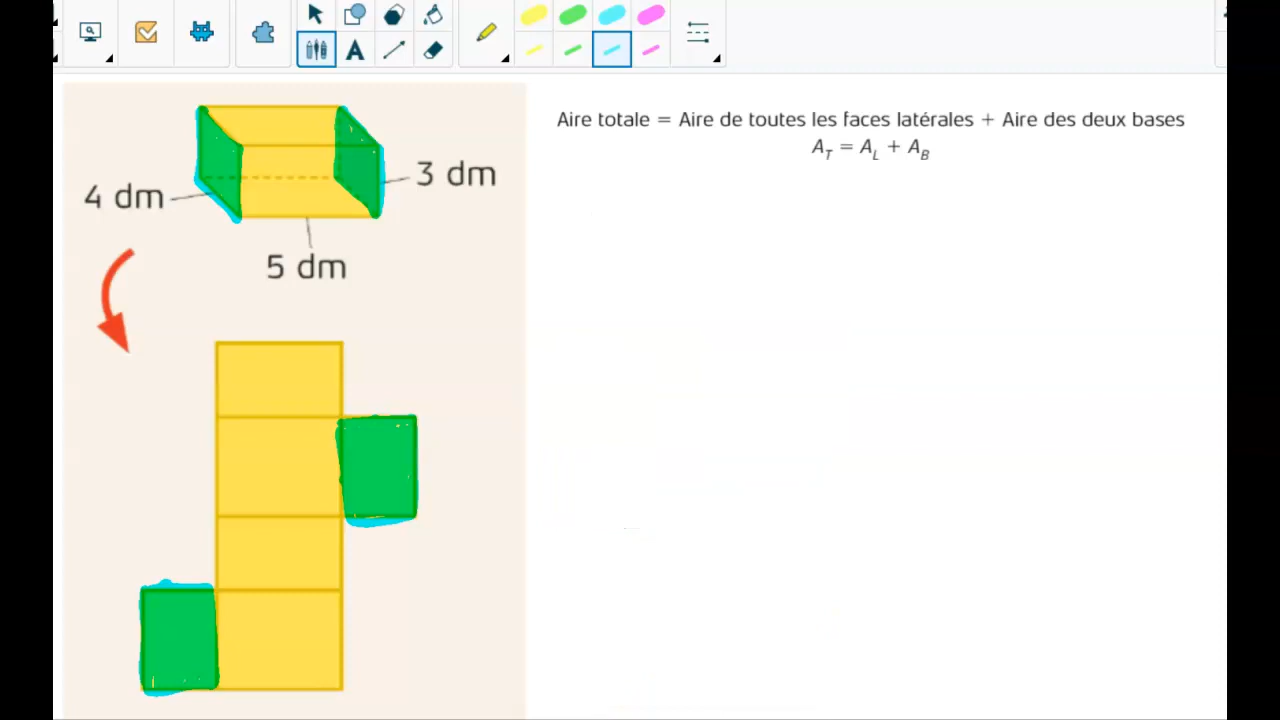 Aire totale = Aire de toutes les faces latérales + Aire des deux bases
A_T = A_L + A_B
3 dm
4 dm
5 dm